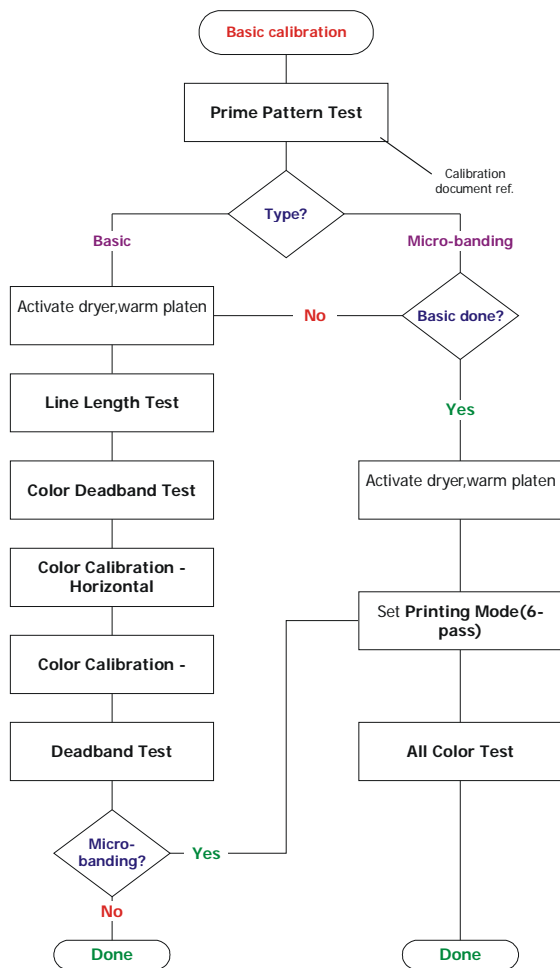 Basic calibration
Prime Pattern Test
Calibration
document ref.
Type?
Basic
Micro-banding
Activate dryer,warm platen
No
Basic done?
Line Length Test
Yes
Color Deadband Test
Activate dryer,warm platen
Color Calibration -
Horizontal
Set Printing Mode(6-
pass)
Color Calibration -
Deadband Test
All Color Test
Micro-
banding?
Yes
No
Done
Done